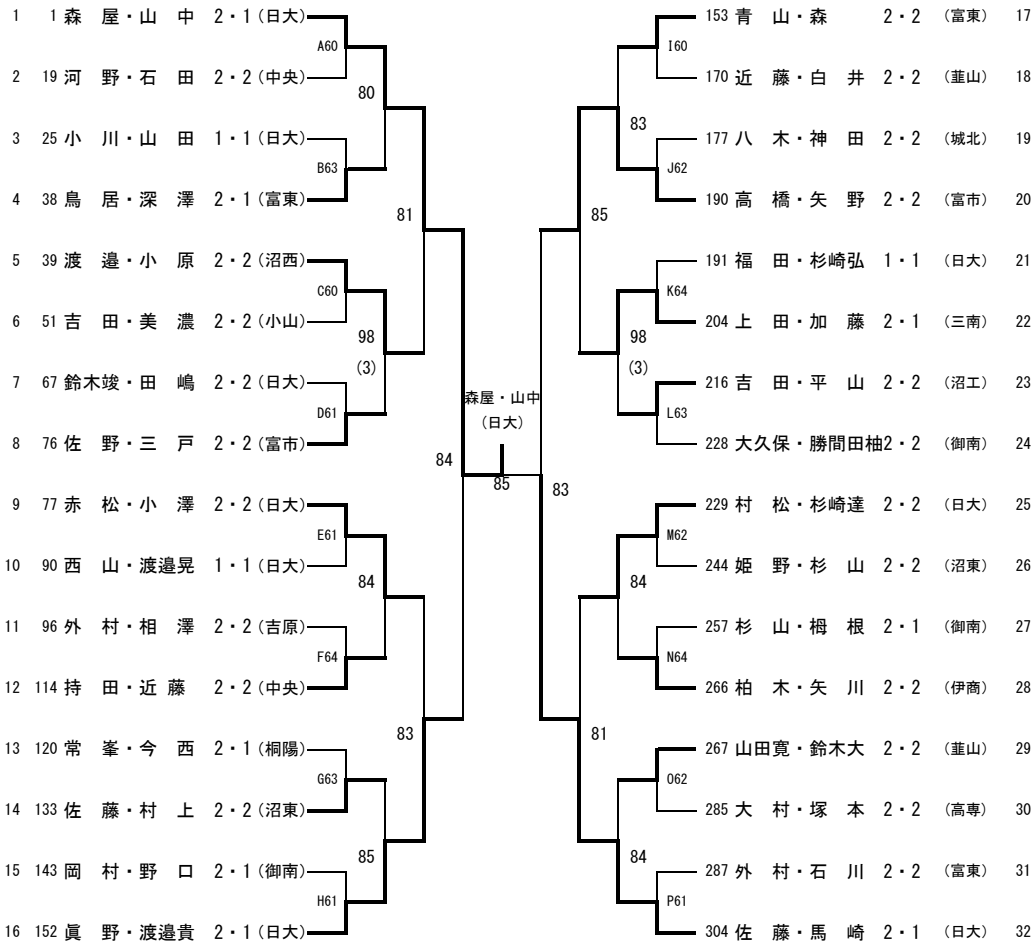 1 1 森 屋・山 中 2・1 (日大)
A60
2 19 河 野・石 田 2・2 (中央)
80
3 25 小 川・山 田 1・1 (日大)
B63
4 38 鳥 居・深 澤 2・1 (富東)
81
5 39 渡 邉・小 原 2・2 (沼西)
C60
6 51 吉 田・美 濃 2・2 (小山)
98
(3)
7 67 鈴木竣・田 嶋 2・2 (日大)
D61
8 76 佐 野・三 戸 2・2 (富市)
84
9 77 赤 松・小 澤 2・2 (日大)
E61
10 90 西 山・渡邉晃 1・1 (日大)
84
11 96 外 村・相 澤 2・2 (吉原)
F64
12 114 持 田・近 藤 2・2 (中央)
83
13 120 常 峯・今 西 2・1 (桐陽)
G63
14 133 佐 藤・村 上 2・2 (沼東)
85
15 143 岡 村・野 口 2・1 (御南)
H61
16 152 眞 野・渡邉貴 2・1 (日大)
森屋・山中
(日大)
85
153 青 山・森 2・2 (富東) 17
I60
170 近 藤・白 井 2・2 (韮山) 18
83
177 八 木・神 田 2・2 (城北) 19
J62
190 高 橋・矢 野 2・2 (富市) 20
85
191 福 田・杉崎弘 1・1 (日大) 21
K64
204 上 田・加 藤 2・1 (三南) 22
98
(3)
216 吉 田・平 山 2・2 (沼工) 23
L63
228 大久保・勝間田柚2・2 (御南) 24
83
229 村 松・杉崎達 2・2 (日大) 25
M62
244 姫 野・杉 山 2・2 (沼東) 26
84
257 杉 山・栂 根 2・1 (御南) 27
N64
266 柏 木・矢 川 2・2 (伊商) 28
81
267 山田寛・鈴木大 2・2 (韮山) 29
O62
285 大 村・塚 本 2・2 (高専) 30
84
287 外 村・石 川 2・2 (富東) 31
P61
304 佐 藤・馬 崎 2・1 (日大) 32